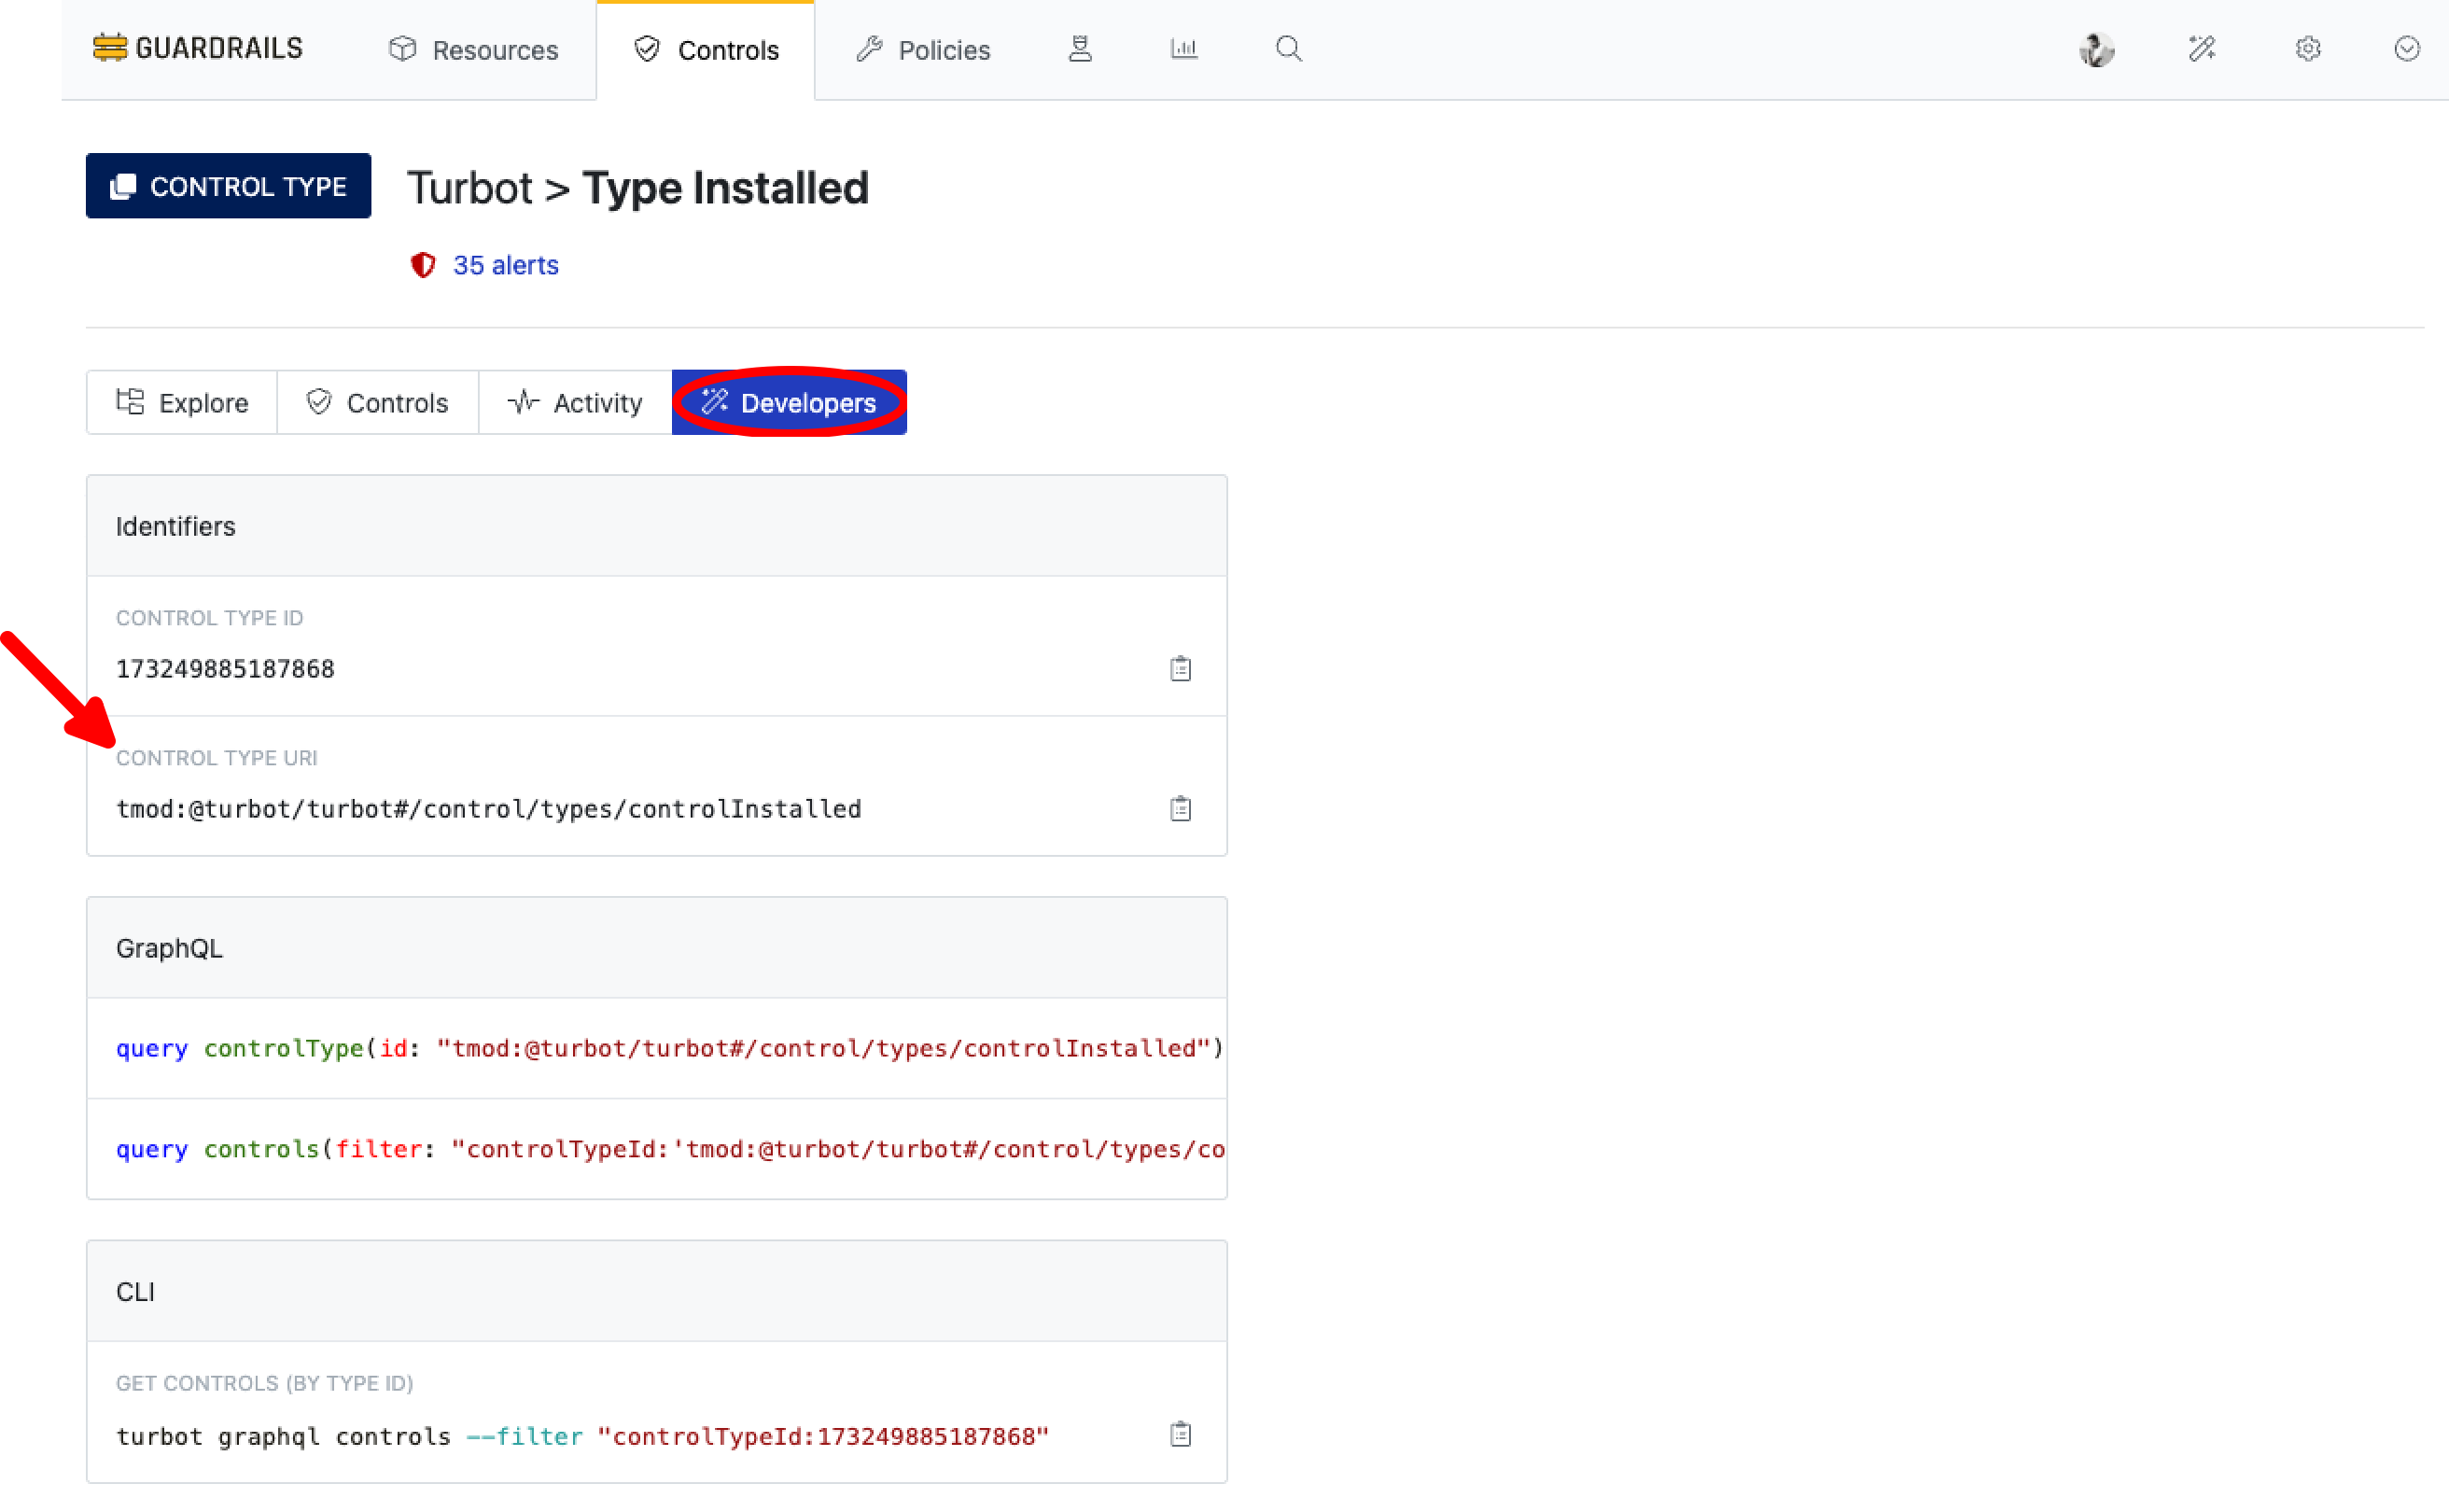 GUARDRAILS Resources Controls Policies
CONTROL TYPE Turbot > Type Installed
35 alerts
Explore Controls Activity Developers
Identifiers
CONTROL TYPE ID
173249885187868
CONTROL TYPE URI
tmod:@turbot/turbot#/control/types/controlInstalled
GraphQL
query controlType(id: "tmod:@turbot/turbot#/control/types/controlInstalled")
query controls(filter: "controlTypeId:'tmod:@turbot/turbot#/control/types/co
CLI
GET CONTROLS (BY TYPE ID)
turbot graphql controls --filter "controlTypeId:173249885187868"